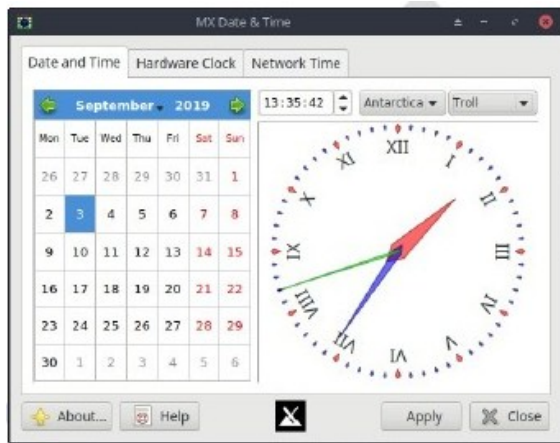 MX Date & Time
Date and Time Hardware Clock Network Time
September 2019 13:35:42 Antarctica Troll
Mon Tue Wed Thu Fri Sat Sun
26 27 28 29 30 31 1
2 3 4 5 6 7 8
9 10 11 12 13 14 15
16 17 18 19 20 21 22
23 24 25 26 27 28 29
30 1 2 3 4 5 6
XII
I
II
III
IV
V
VI
VII
VIII
IX
X
XI
About... Help Apply Close